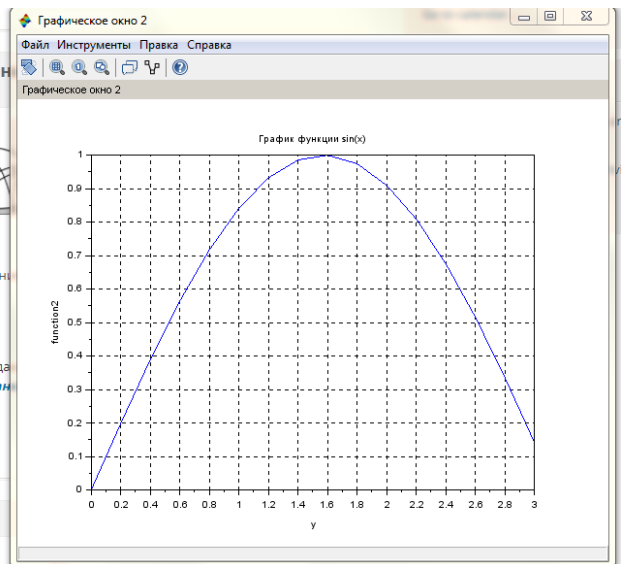 Графическое окно 2
Файл Инструменты Правка Справка
Графическое окно 2
График функции sin(x)
1
0.9
0.8
0.7
0.6
0.5
0.4
0.3
0.2
0.1
0
function2
0 0.2 0.4 0.6 0.8 1 1.2 1.4 1.6 1.8 2 2.2 2.4 2.6 2.8 3
y